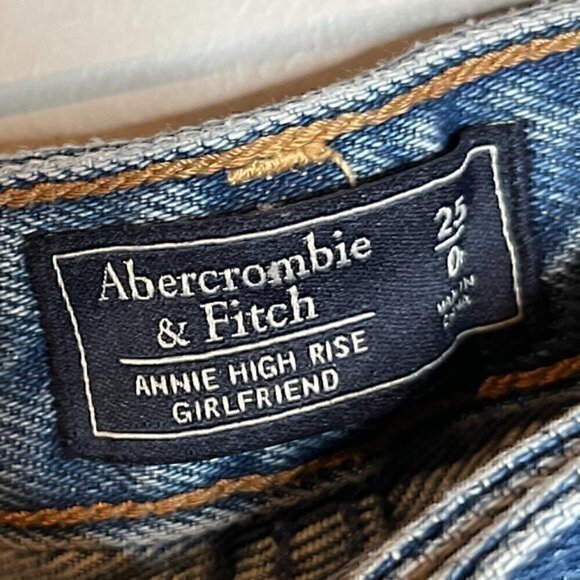 Abercrombie
& Fitch
ANNIE HIGH RISE
GIRLFRIEND
25
0